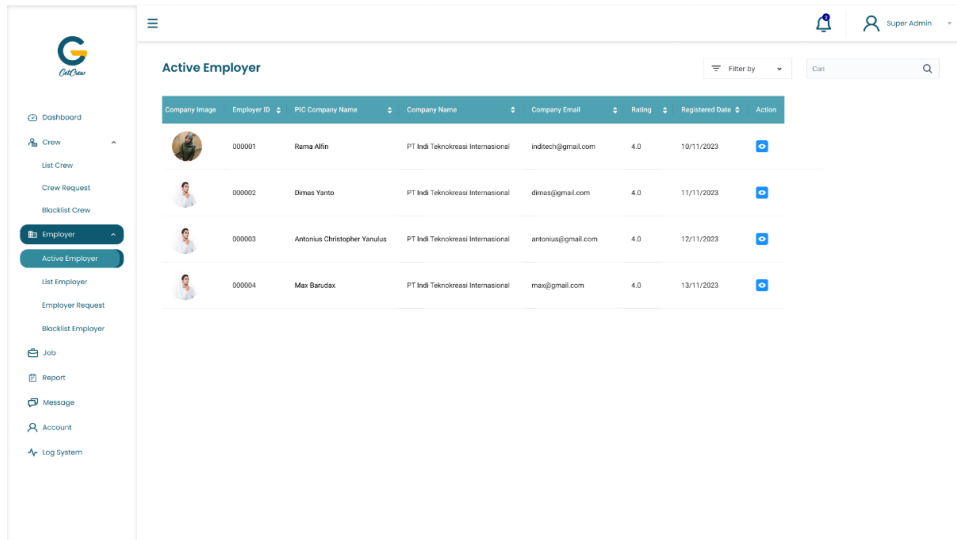 2
Super Admin
CatCrew
Active Employer
Filter by
Cari
Company Image Employer ID PIC Company Name Company Name Company Email Rating Registered Date Action
000001 Rama Alfin PT Indi Teknokreasi Internasional inditech@gmail.com 4.0 10/11/2023
000002 Dimas Yanto PT Indi Teknokreasi Internasional dimas@gmail.com 4.0 11/11/2023
000003 Antonius Christopher Yanulus PT Indi Teknokreasi Internasional antonius@gmail.com 4.0 12/11/2023
000004 Max Barudax PT Indi Teknokreasi Internasional max@gmail.com 4.0 13/11/2023
Dashboard
Crew
List Crew
Crew Request
Blacklist Crew
Employer
Active Employer
List Employer
Employer Request
Blacklist Employer
Job
Report
Message
Account
Log System